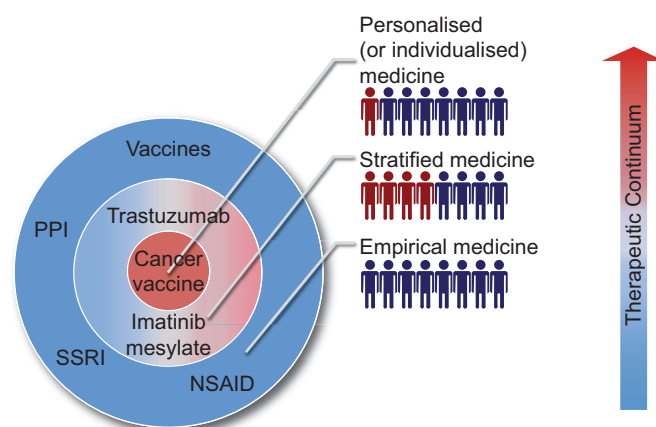 Personalised
(or individualised)
medicine
Vaccines
Stratified medicine
Trastuzumab
PPI
Empirical medicine
Cancer
vaccine
Imatinib
mesylate
SSRI
NSAID
Therapeutic Continuum